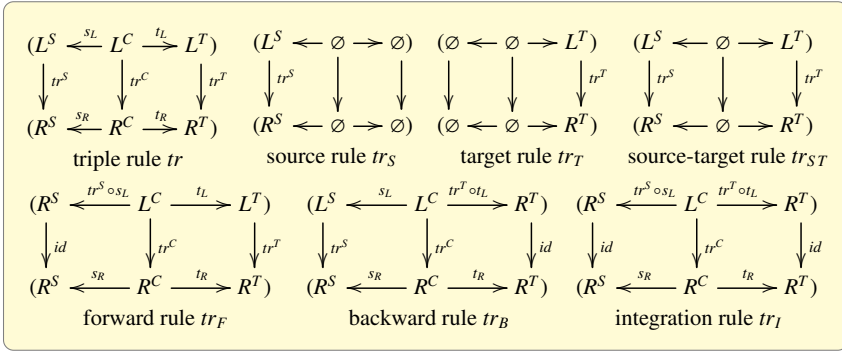 (L^S ←s_L— L^C —t_L→ L^T) (L^S ← ∅ → ∅) (∅ ← ∅ → L^T) (L^S ← ∅ → L^T)
↓ tr^S ↓ tr^C ↓ tr^T ↓ tr^S ↓ ↓ ↓ ↓ ↓ tr^T ↓ tr^S ↓ ↓ tr^T
(R^S ←s_R— R^C —t_R→ R^T) (R^S ← ∅ → ∅) (∅ ← ∅ → R^T) (R^S ← ∅ → R^T)
triple rule tr source rule tr_S target rule tr_T source-target rule tr_ST
(R^S ←tr^S∘s_L— L^C —t_L→ L^T) (L^S ←s_L— L^C —tr^T∘t_L→ R^T) (R^S ←tr^S∘s_L— L^C —tr^T∘t_L→ R^T)
↓ id ↓ tr^C ↓ tr^T ↓ tr^S ↓ tr^C ↓ id ↓ id ↓ tr^C ↓ id
(R^S ←s_R— R^C —t_R→ R^T) (R^S ←s_R— R^C —t_R→ R^T) (R^S ←s_R— R^C —t_R→ R^T)
forward rule tr_F backward rule tr_B integration rule tr_I